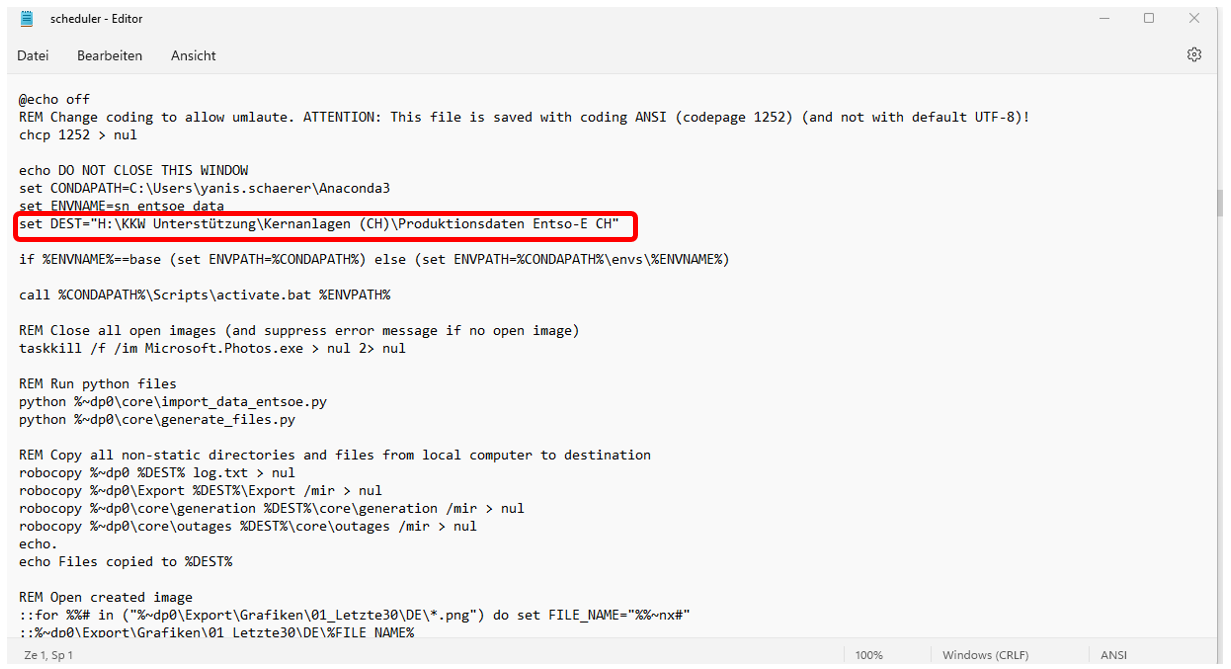 scheduler - Editor
Datei Bearbeiten Ansicht
@echo off
REM Change coding to allow umlaute. ATTENTION: This file is saved with coding ANSI (codepage 1252) (and not with default UTF-8)!
chcp 1252 > nul
echo DO NOT CLOSE THIS WINDOW
set CONDAPATH=C:\Users\yanis.schaerer\Anaconda3
set ENVNAME=sn_entsoe_data
set DEST="H:\KKW Unterstützung\Kernanlagen (CH)\Produktionsdaten Entso-E CH"
if %ENVNAME%==base (set ENVPATH=%CONDAPATH%) else (set ENVPATH=%CONDAPATH%\envs\%ENVNAME%)
call %CONDAPATH%\Scripts\activate.bat %ENVPATH%
REM Close all open images (and suppress error message if no open image)
taskkill /f /im Microsoft.Photos.exe > nul 2> nul
REM Run python files
python %~dp0\core\import_data_entsoe.py
python %~dp0\core\generate_files.py
REM Copy all non-static directories and files from local computer to destination
robocopy %~dp0 %DEST% log.txt > nul
robocopy %~dp0\Export %DEST%\Export /mir > nul
robocopy %~dp0\core\generation %DEST%\core\generation /mir > nul
robocopy %~dp0\core\outages %DEST%\core\outages /mir > nul
echo.
echo Files copied to %DEST%
REM Open created image
::for %%# in ("%~dp0\Export\Grafiken\01_Letzte30\DE\*.png") do set FILE_NAME="%%~nx#"
::%~dp0\Export\Grafiken\01_Letzte30\DE\%FILE_NAME%
Ze 1, Sp 1 100% Windows (CRLF) ANSI